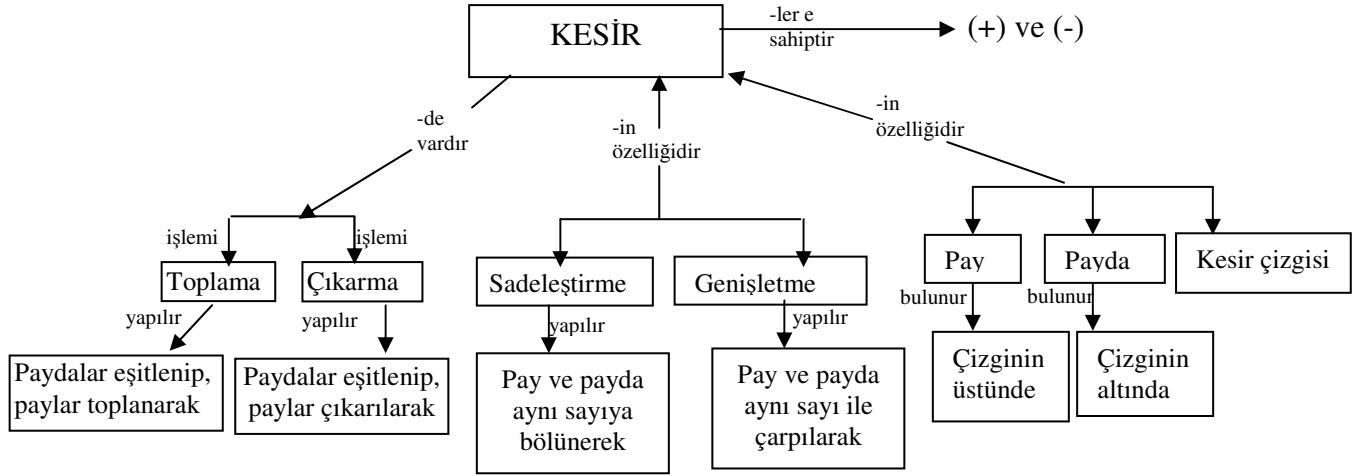 KESİR
-ler e
sahiptir
(+) ve (-)
-de
vardır
-in
özelliğidir
-in
özelliğidir
işlemi
işlemi
Toplama
Çıkarma
Sadeleştirme
Genişletme
Pay
Payda
Kesir çizgisi
yapılır
yapılır
yapılır
yapılır
bulunur
bulunur
Paydalar eşitlenip,
paylar toplanarak
Paydalar eşitlenip,
paylar çıkarılarak
Pay ve payda
aynı sayıya
bölünerek
Pay ve payda
aynı sayı ile
çarpılarak
Çizginin
üstünde
Çizginin
altında